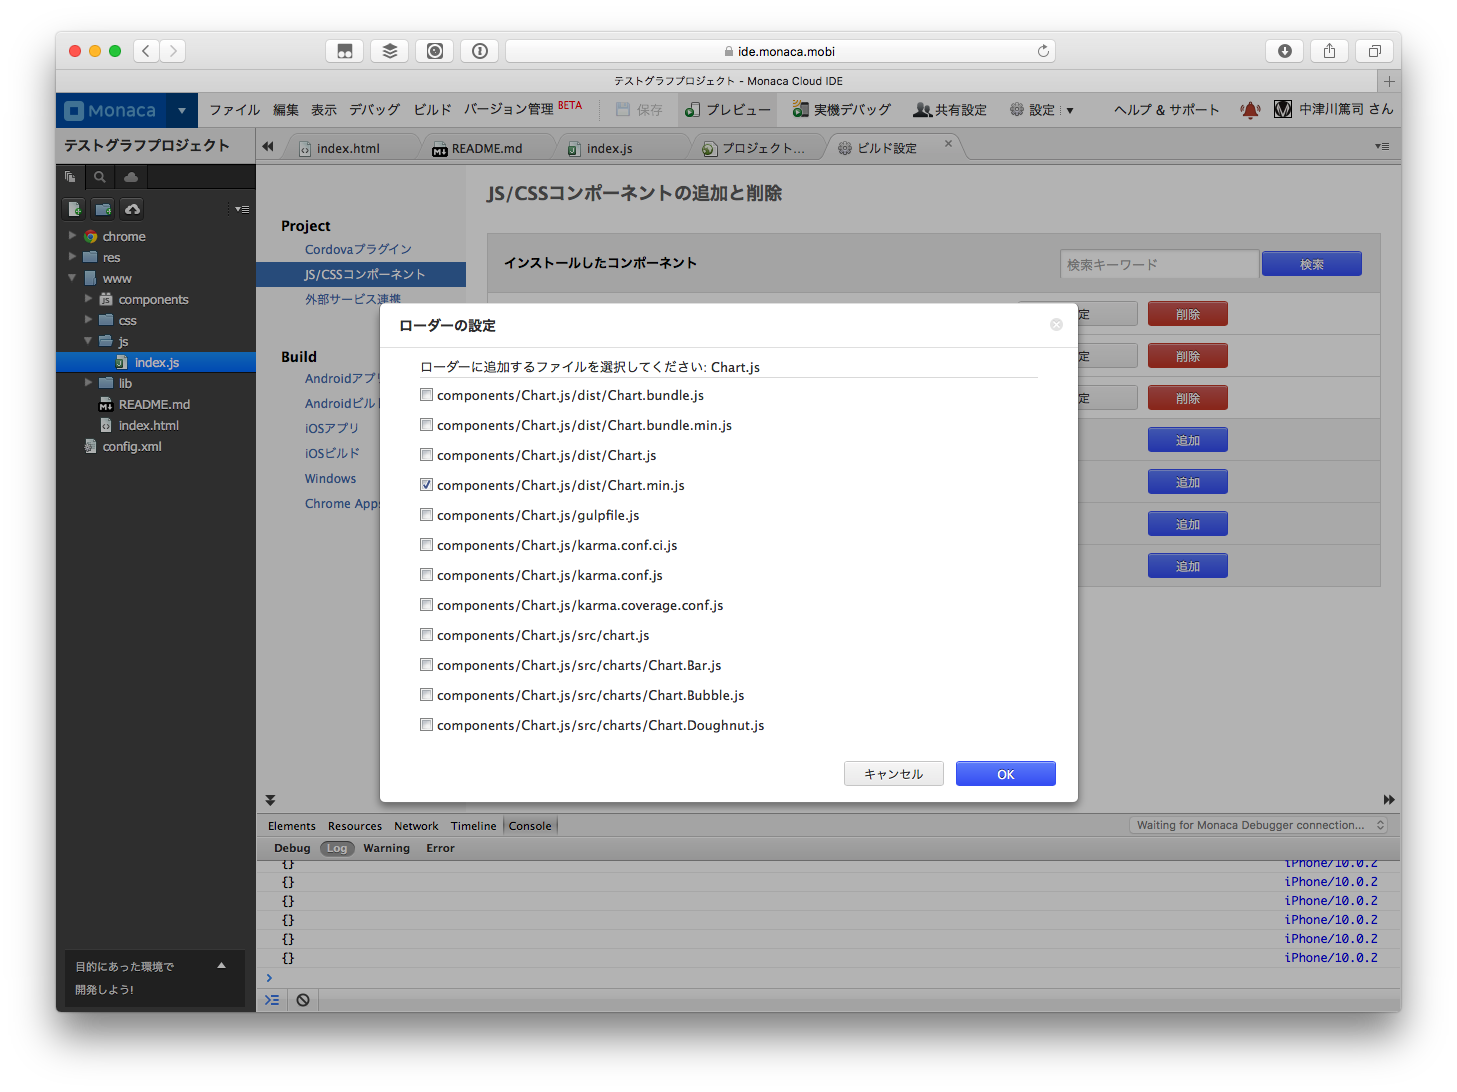 ide.monaca.mobi
テストグラフプロジェクト - Monaca Cloud IDE
Monaca ファイル 編集 表示 デバッグ ビルド バージョン管理 BETA 保存 プレビュー 実機デバッグ 共有設定 設定 ヘルプ & サポート 中津川篤司 さん
テストグラフプロジェクト
index.html README.md index.js プロジェクト... ビルド設定
chrome
res
www
components
css
js
index.js
lib
README.md
index.html
config.xml
目的にあった環境で
開発しよう!
Project
Cordovaプラグイン
JS/CSSコンポーネント
外部サービス連携
Build
Androidアプ
Androidビル
iOSアプリ
iOSビルド
Windows
Chrome Apps
JS/CSSコンポーネントの追加と削除
インストールしたコンポーネント 検索キーワード 検索
定 削除
定 削除
定 削除
追加
追加
追加
追加
ローダーの設定
ローダーに追加するファイルを選択してください: Chart.js
components/Chart.js/dist/Chart.bundle.js
components/Chart.js/dist/Chart.bundle.min.js
components/Chart.js/dist/Chart.js
components/Chart.js/dist/Chart.min.js
components/Chart.js/gulpfile.js
components/Chart.js/karma.conf.ci.js
components/Chart.js/karma.conf.js
components/Chart.js/karma.coverage.conf.js
components/Chart.js/src/chart.js
components/Chart.js/src/charts/Chart.Bar.js
components/Chart.js/src/charts/Chart.Bubble.js
components/Chart.js/src/charts/Chart.Doughnut.js
キャンセル OK
Elements Resources Network Timeline Console Waiting for Monaca Debugger connection...
Debug Log Warning Error
{} iPhone/10.0.2
{} iPhone/10.0.2
{} iPhone/10.0.2
{} iPhone/10.0.2
{} iPhone/10.0.2
{} iPhone/10.0.2